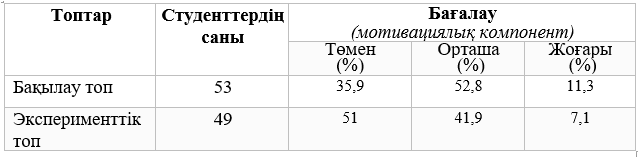 Топтар Студенттердің саны Бағалау
(мотивациялық компонент)
Төмен (%) Орташа (%) Жоғары (%)
Бақылау топ 53 35,9 52,8 11,3
Эксперименттік топ 49 51 41,9 7,1